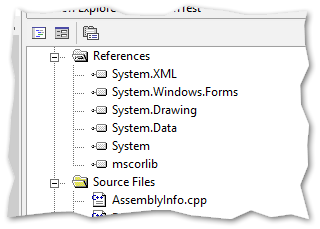 References
System.XML
System.Windows.Forms
System.Drawing
System.Data
System
mscorlib
Source Files
AssemblyInfo.cpp